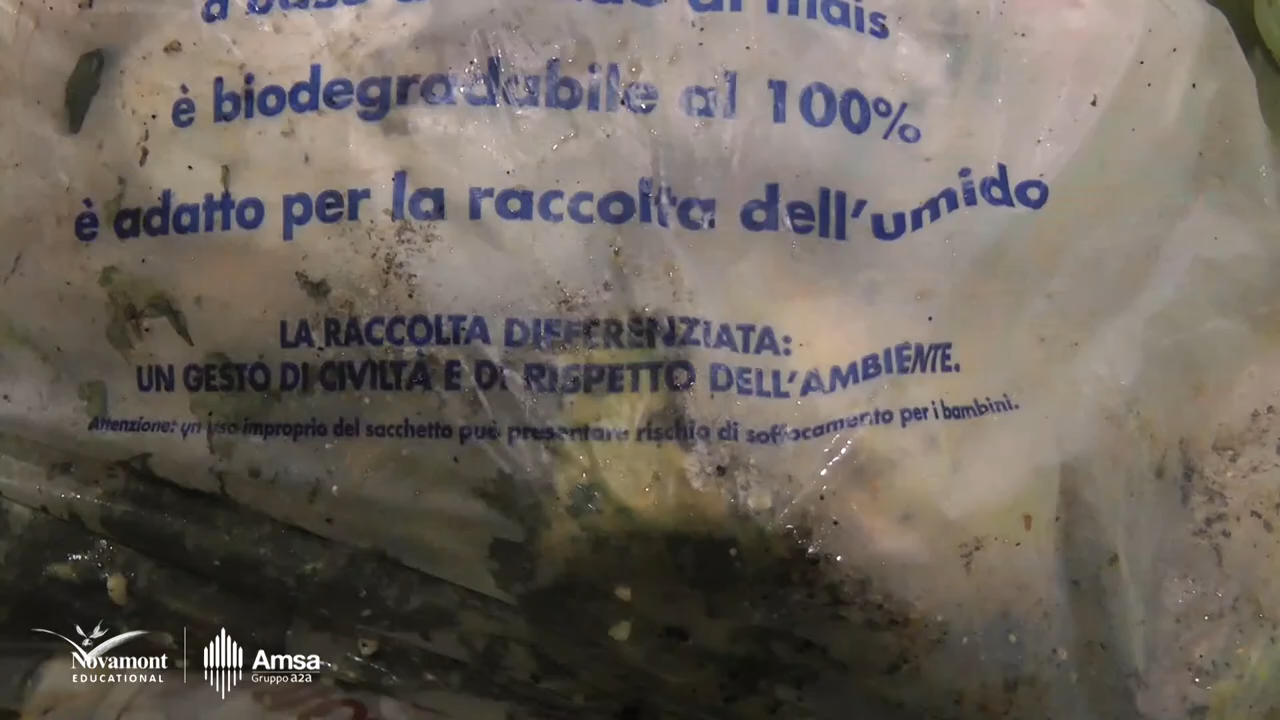 di mais
è biodegradabile al 100%
è adatto per la raccolta dell'umido
LA RACCOLTA DIFFERENZIATA:
UN GESTO DI CIVILTÀ E DI RISPETTO DELL'AMBIENTE.
Attenzione: un uso improprio del sacchetto può presentare rischio di soffocamento per i bambini.
Novamont
EDUCATIONAL
Amsa
Gruppo a2a